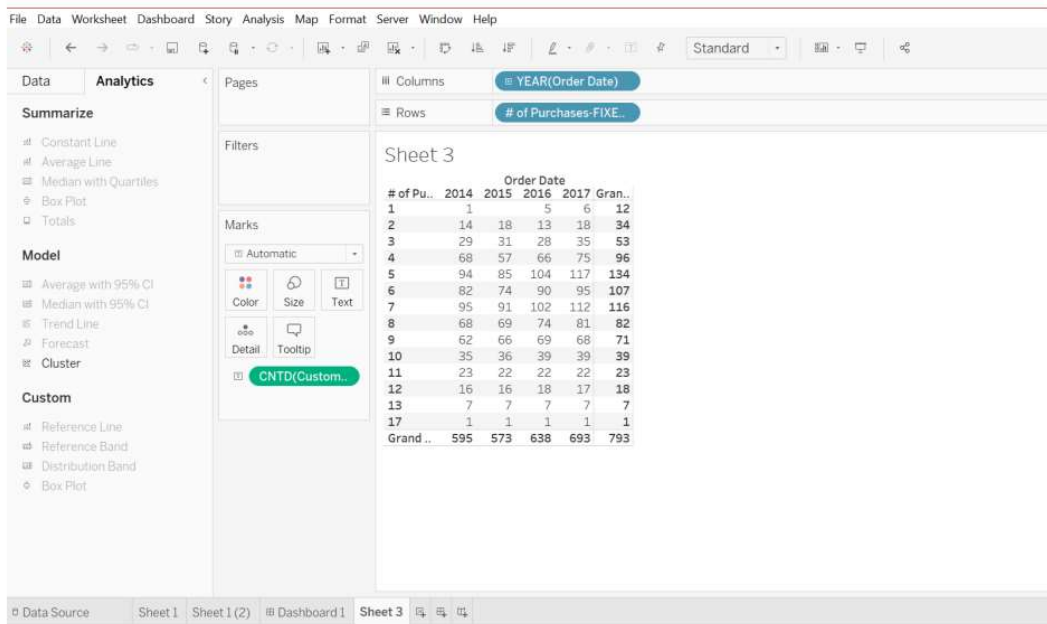 File Data Worksheet Dashboard Story Analysis Map Format Server Window Help
Standard
Data Analytics
Summarize
Constant Line
Average Line
Median with Quartiles
Box Plot
Totals
Model
Average with 95% CI
Median with 95% CI
Trend Line
Forecast
Cluster
Custom
Reference Line
Reference Band
Distribution Band
Box Plot
Pages
Filters
Marks
Automatic
Color Size Text
Detail Tooltip
CNTD(Custom..
Columns YEAR(Order Date)
Rows # of Purchases-FIXE..
Sheet 3
Order Date
# of Pu.. 2014 2015 2016 2017 Gran..
1 1 5 6 12
2 14 18 13 18 34
3 29 31 28 35 53
4 68 57 66 75 96
5 94 85 104 117 134
6 82 74 90 95 107
7 95 91 102 112 116
8 68 69 74 81 82
9 62 66 69 68 71
10 35 36 39 39 39
11 23 22 22 22 23
12 16 16 18 17 18
13 7 7 7 7 7
17 1 1 1 1 1
Grand .. 595 573 638 693 793
Data Source Sheet 1 Sheet 1 (2) Dashboard 1 Sheet 3